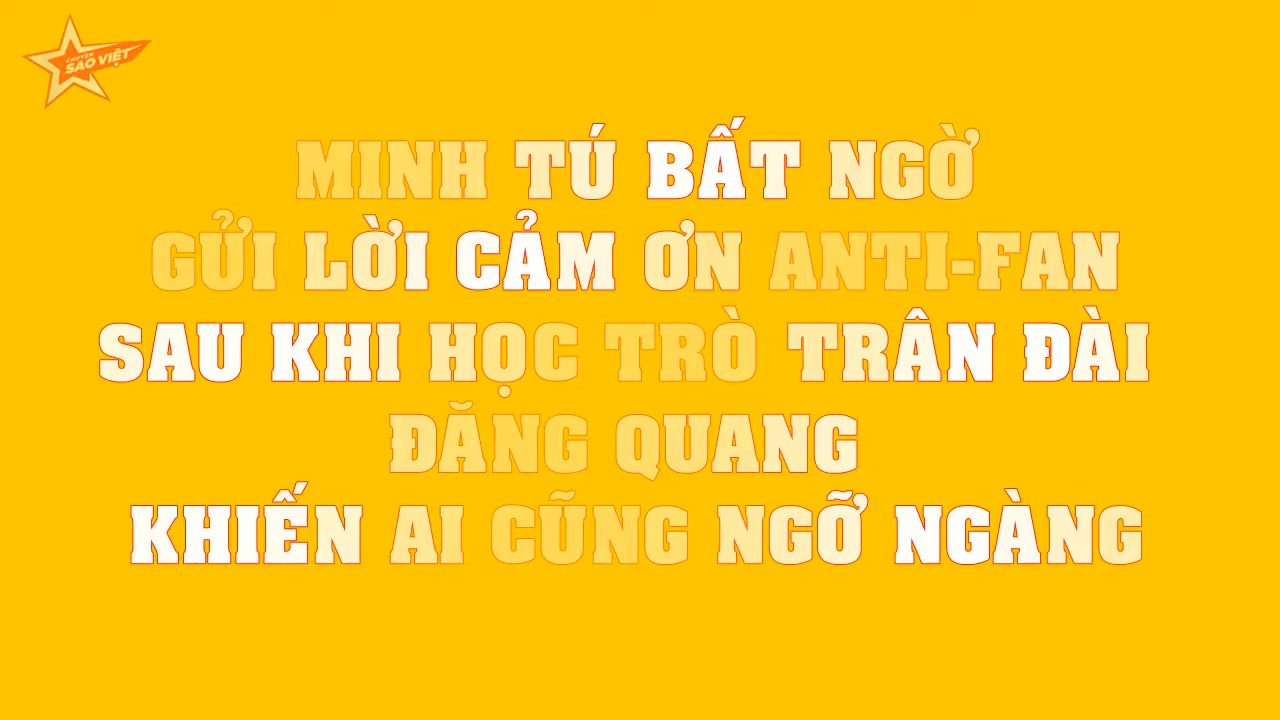 CHUYỆN
SAO VIỆT
MINH TÚ BẤT NGỜ
GỬI LỜI CẢM ƠN ANTI-FAN
SAU KHI HỌC TRÒ TRÂN ĐÀI
ĐĂNG QUANG
KHIẾN AI CŨNG NGỠ NGÀNG